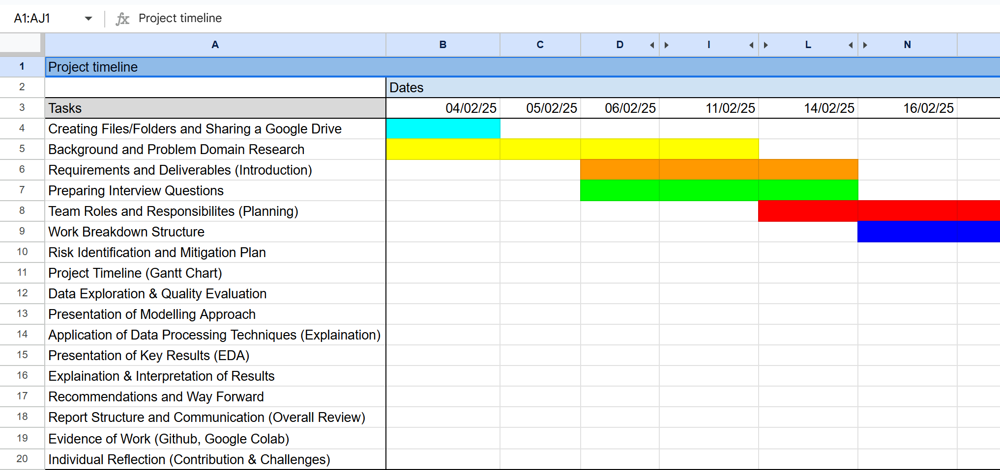 A1:AJ1 fx Project timeline
A B C D I L N
1 Project timeline
2 Dates
3 Tasks 04/02/25 05/02/25 06/02/25 11/02/25 14/02/25 16/02/25
4 Creating Files/Folders and Sharing a Google Drive
5 Background and Problem Domain Research
6 Requirements and Deliverables (Introduction)
7 Preparing Interview Questions
8 Team Roles and Responsibilites (Planning)
9 Work Breakdown Structure
10 Risk Identification and Mitigation Plan
11 Project Timeline (Gantt Chart)
12 Data Exploration & Quality Evaluation
13 Presentation of Modelling Approach
14 Application of Data Processing Techniques (Explaination)
15 Presentation of Key Results (EDA)
16 Explaination & Interpretation of Results
17 Recommendations and Way Forward
18 Report Structure and Communication (Overall Review)
19 Evidence of Work (Github, Google Colab)
20 Individual Reflection (Contribution & Challenges)